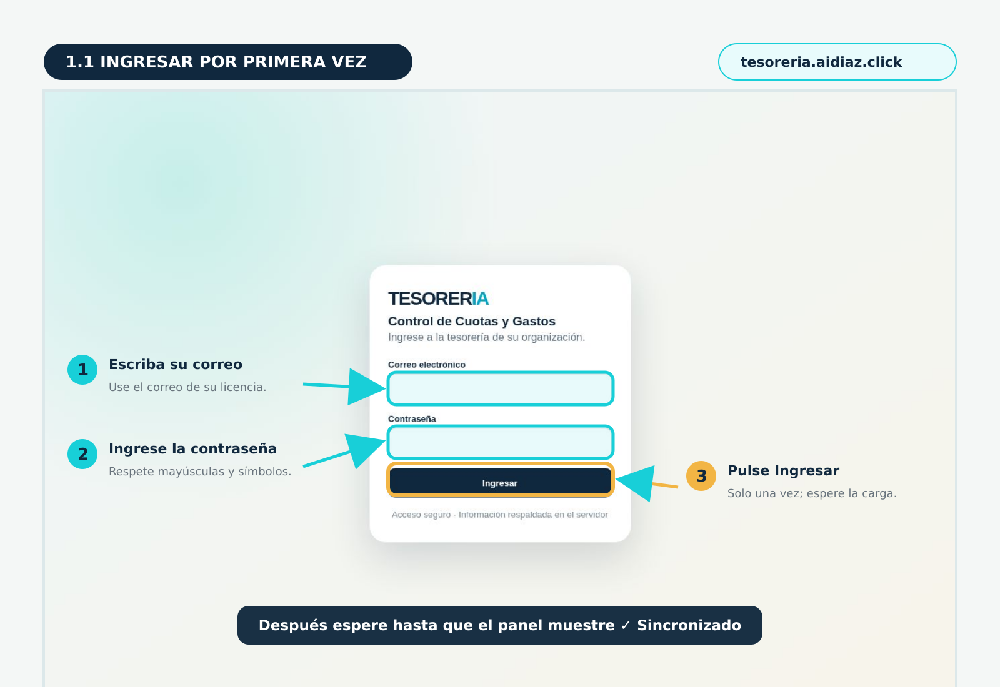 1.1 INGRESAR POR PRIMERA VEZ
tesoreria.aidiaz.click
TESORERIA
Control de Cuotas y Gastos
Ingrese a la tesorería de su organización.
Correo electrónico
Contraseña
Ingresar
Acceso seguro · Información respaldada en el servidor
1
Escriba su correo
Use el correo de su licencia.
2
Ingrese la contraseña
Respete mayúsculas y símbolos.
3
Pulse Ingresar
Solo una vez; espere la carga.
Después espere hasta que el panel muestre ✓ Sincronizado